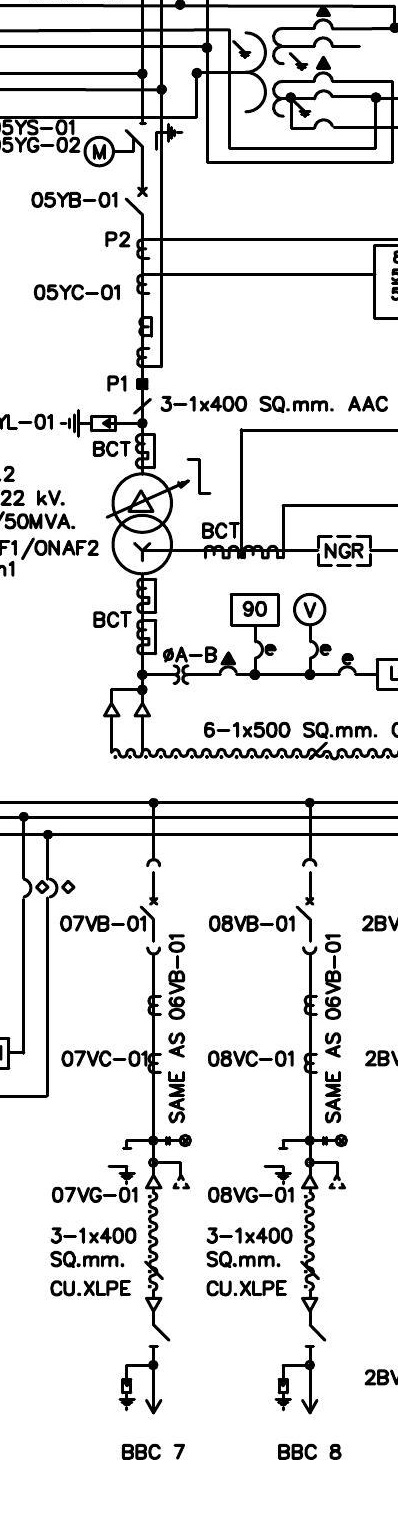 05YS-01
05YG-02
M
05YB-01
P2
05YC-01
P1
3-1x400 SQ.mm. AAC
YL-01
BCT
.2
22 kV.
/50MVA.
F1/ONAF2
n1
BCT
NGR
BCT
90
V
e
e
e
øA-B
L
6-1x500 SQ.mm. C
07VB-01
08VB-01
2BV
SAME AS 06VB-01
SAME AS 06VB-01
07VC-01
08VC-01
2BV
07VG-01
08VG-01
3-1x400
SQ.mm.
CU.XLPE
3-1x400
SQ.mm.
CU.XLPE
2BV
BBC 7
BBC 8